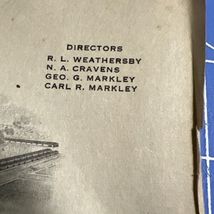 DIRECTORS
R. L. WEATHERSBY
N. A. CRAVENS
GEO. G. MARKLEY
CARL R. MARKLEY